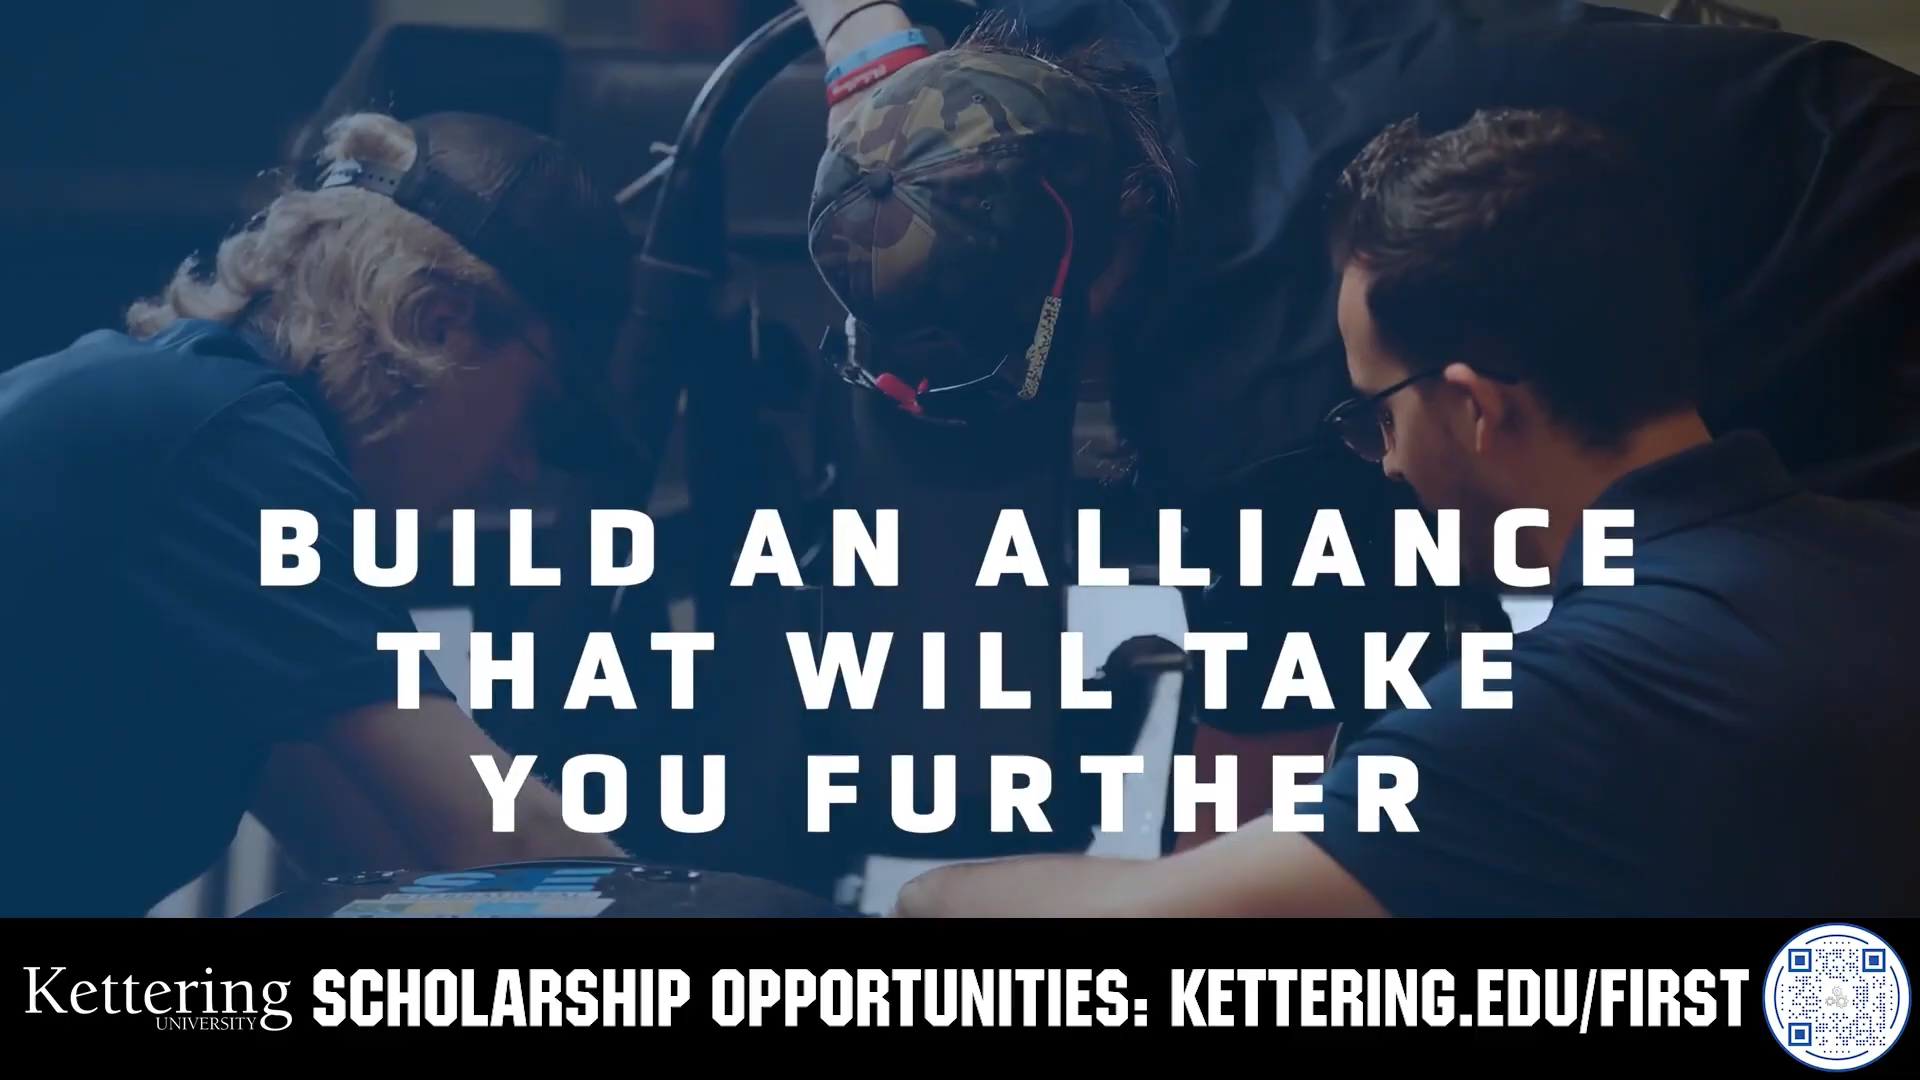 BUILD AN ALLIANCE
THAT WILL TAKE
YOU FURTHER
Kettering
UNIVERSITY
SCHOLARSHIP OPPORTUNITIES: KETTERING.EDU/FIRST